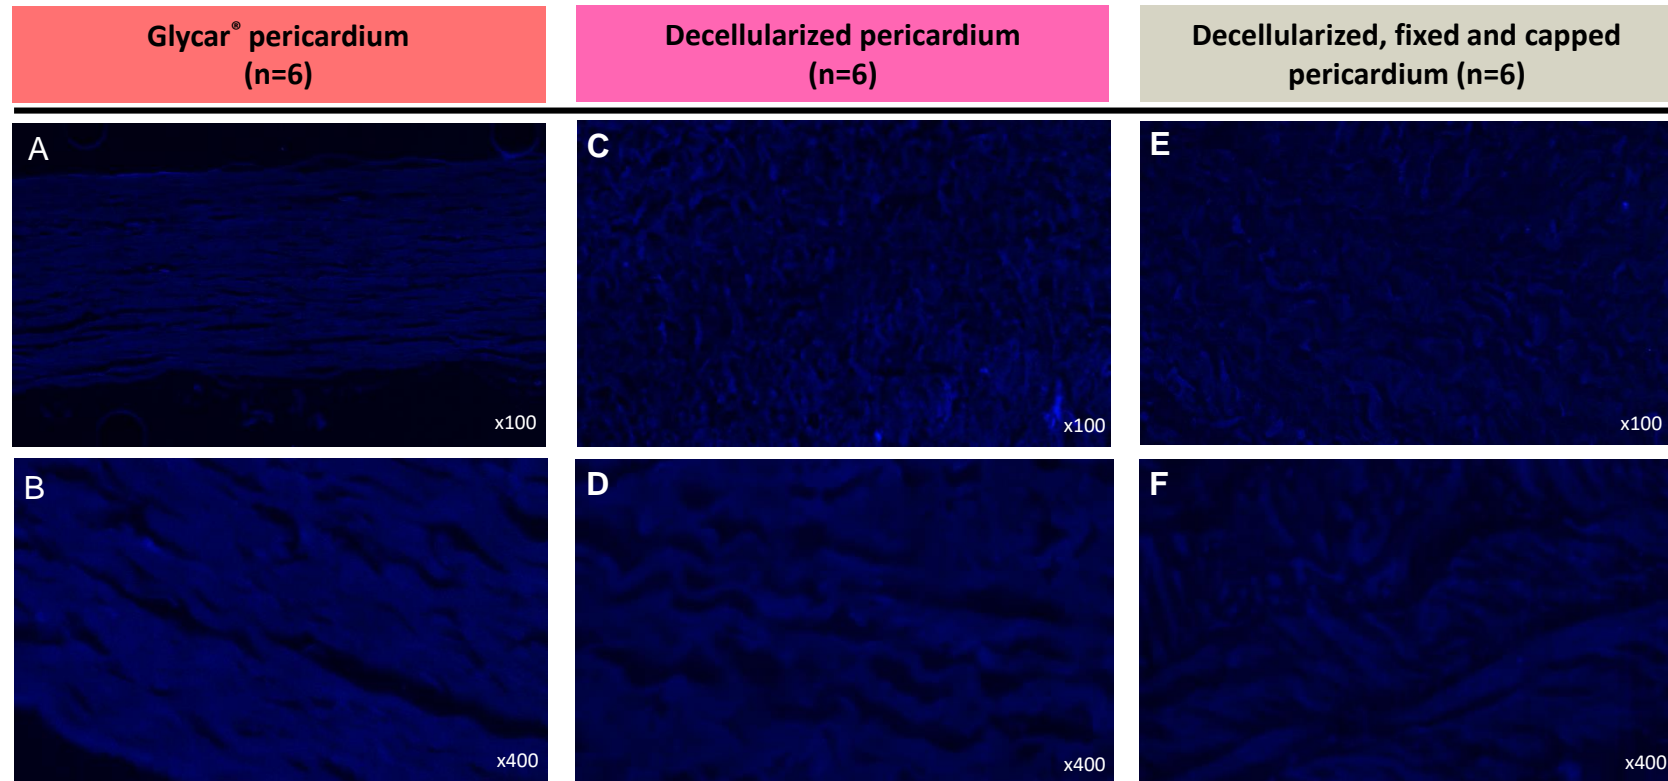 Glycar® pericardium
(n=6)
Decellularized pericardium
(n=6)
Decellularized, fixed and capped
pericardium (n=6)
A
x100
C
x100
E
x100
B
x400
D
x400
F
x400